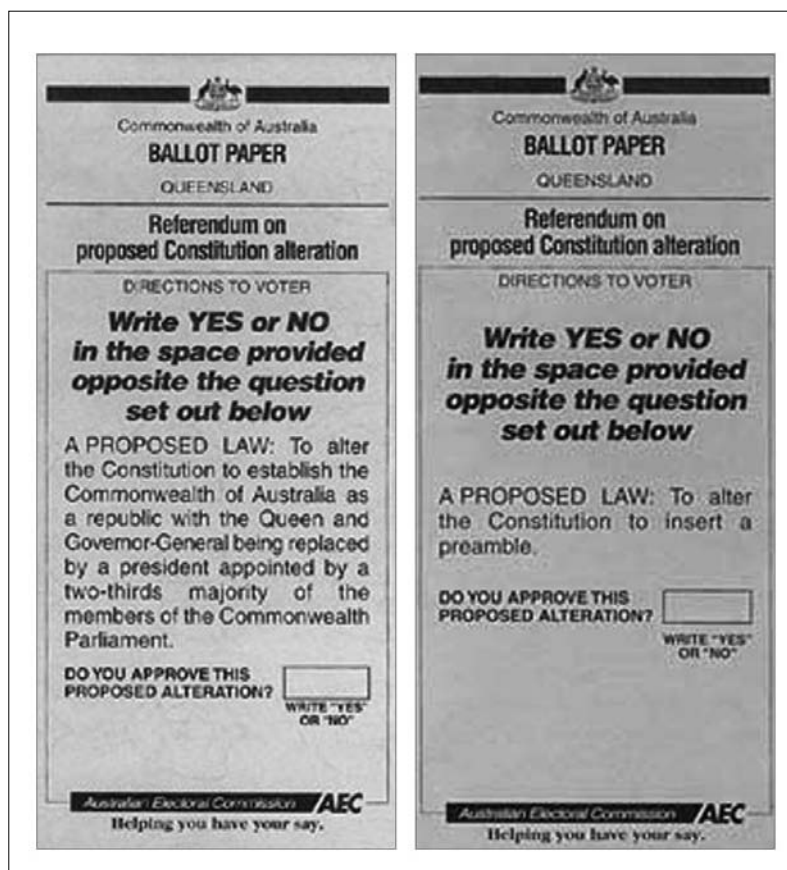 Commonwealth of Australia
BALLOT PAPER
QUEENSLAND
Referendum on
proposed Constitution alteration
DIRECTIONS TO VOTER
Write YES or NO
in the space provided
opposite the question
set out below
A PROPOSED LAW: To alter
the Constitution to establish the
Commonwealth of Australia as
a republic with the Queen and
Governor-General being replaced
by a president appointed by a
two-thirds majority of the
members of the Commonwealth
Parliament.
DO YOU APPROVE THIS
PROPOSED ALTERATION?
WRITE "YES"
OR "NO"
Australian Electoral Commission AEC
Helping you have your say.
Commonwealth of Australia
BALLOT PAPER
QUEENSLAND
Referendum on
proposed Constitution alteration
DIRECTIONS TO VOTER
Write YES or NO
in the space provided
opposite the question
set out below
A PROPOSED LAW: To alter
the Constitution to insert a
preamble.
DO YOU APPROVE THIS
PROPOSED ALTERATION?
WRITE "YES"
OR "NO"
Australian Electoral Commission AEC
Helping you have your say.